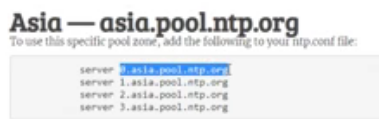 Asia — asia.pool.ntp.org
To use this specific pool zone, add the following to your ntp.conf file:
server 0.asia.pool.ntp.org
server 1.asia.pool.ntp.org
server 2.asia.pool.ntp.org
server 3.asia.pool.ntp.org